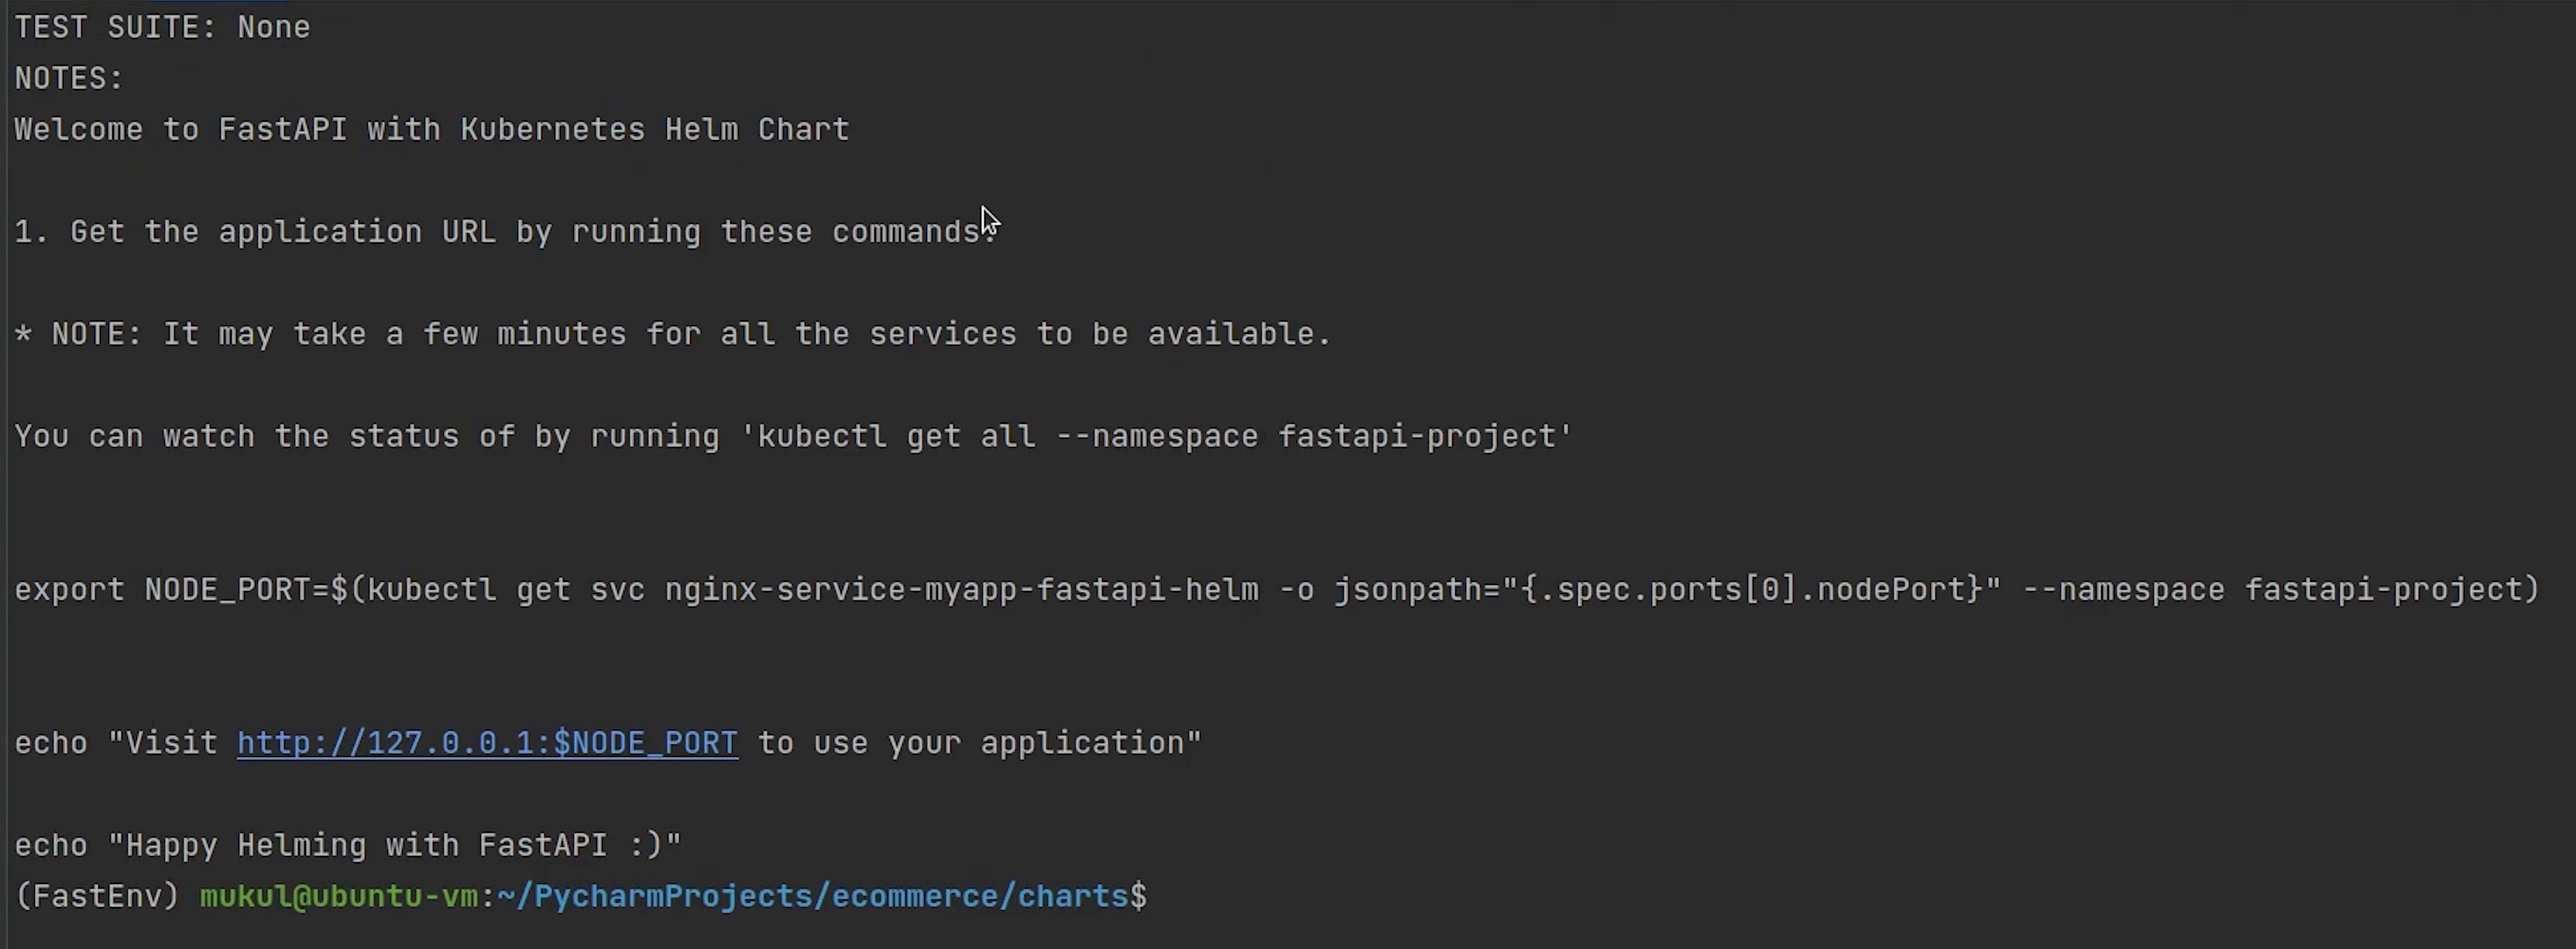 TEST SUITE: None
NOTES:
Welcome to FastAPI with Kubernetes Helm Chart
1. Get the application URL by running these commands:
* NOTE: It may take a few minutes for all the services to be available.
You can watch the status of by running 'kubectl get all --namespace fastapi-project'
export NODE_PORT=$(kubectl get svc nginx-service-myapp-fastapi-helm -o jsonpath="{.spec.ports[0].nodePort}" --namespace fastapi-project)
echo "Visit http://127.0.0.1:$NODE_PORT to use your application"
echo "Happy Helming with FastAPI :)"
(FastEnv) mukul@ubuntu-vm:~/PycharmProjects/ecommerce/charts$